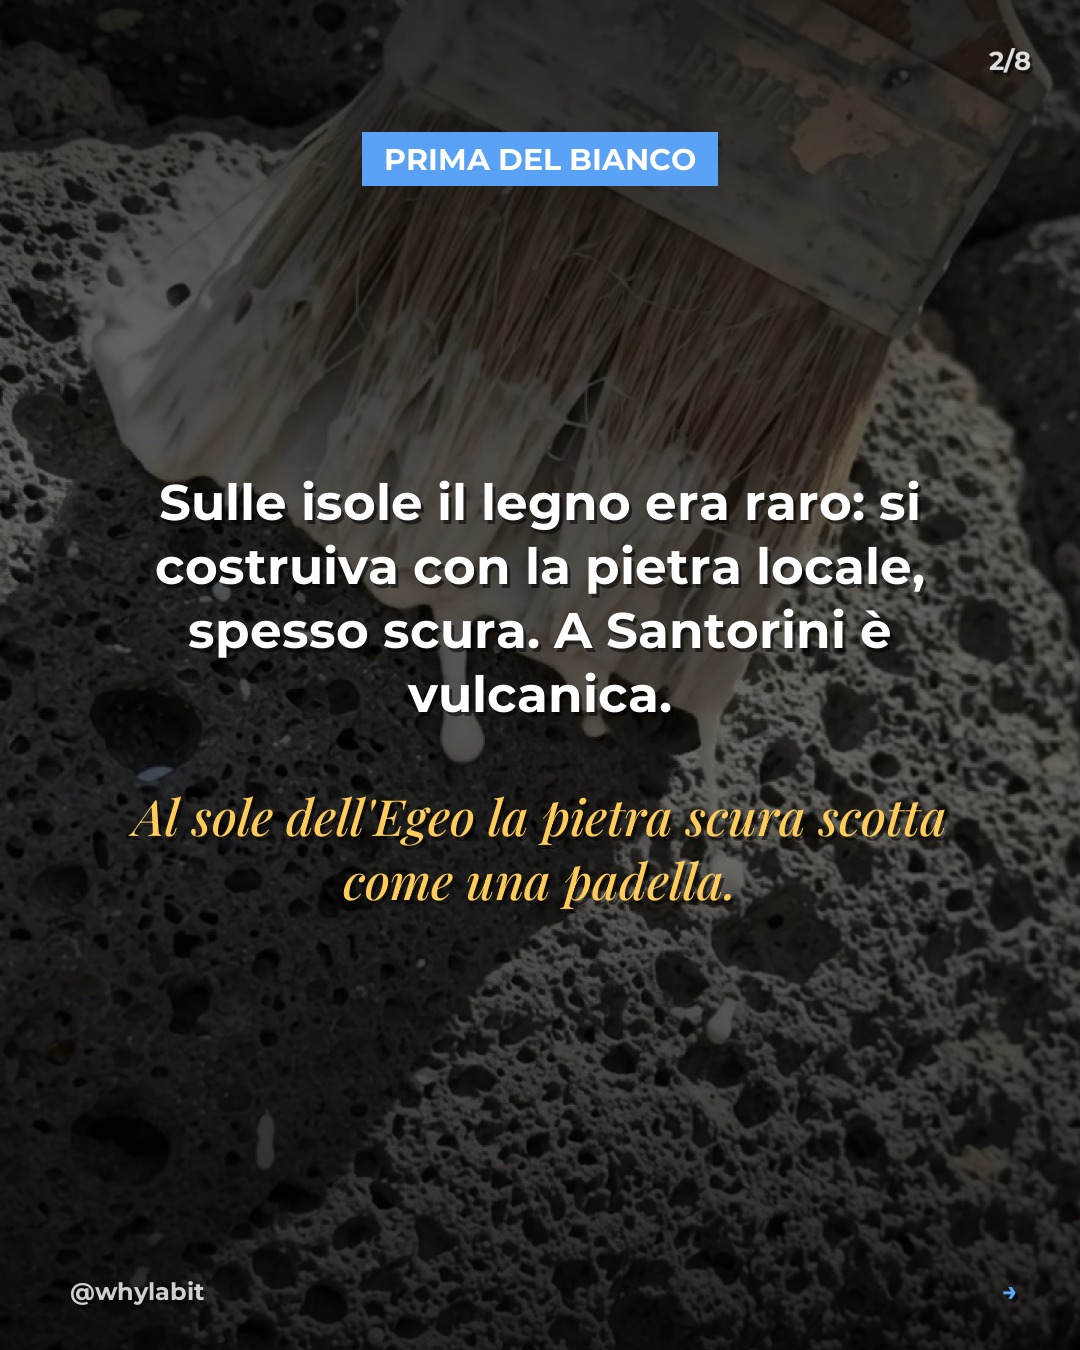 2/8
PRIMA DEL BIANCO
Sulle isole il legno era raro: si
costruiva con la pietra locale,
spesso scura. A Santorini è
vulcanica.
Al sole dell'Egeo la pietra scura scotta
come una padella.
@whylabit
→